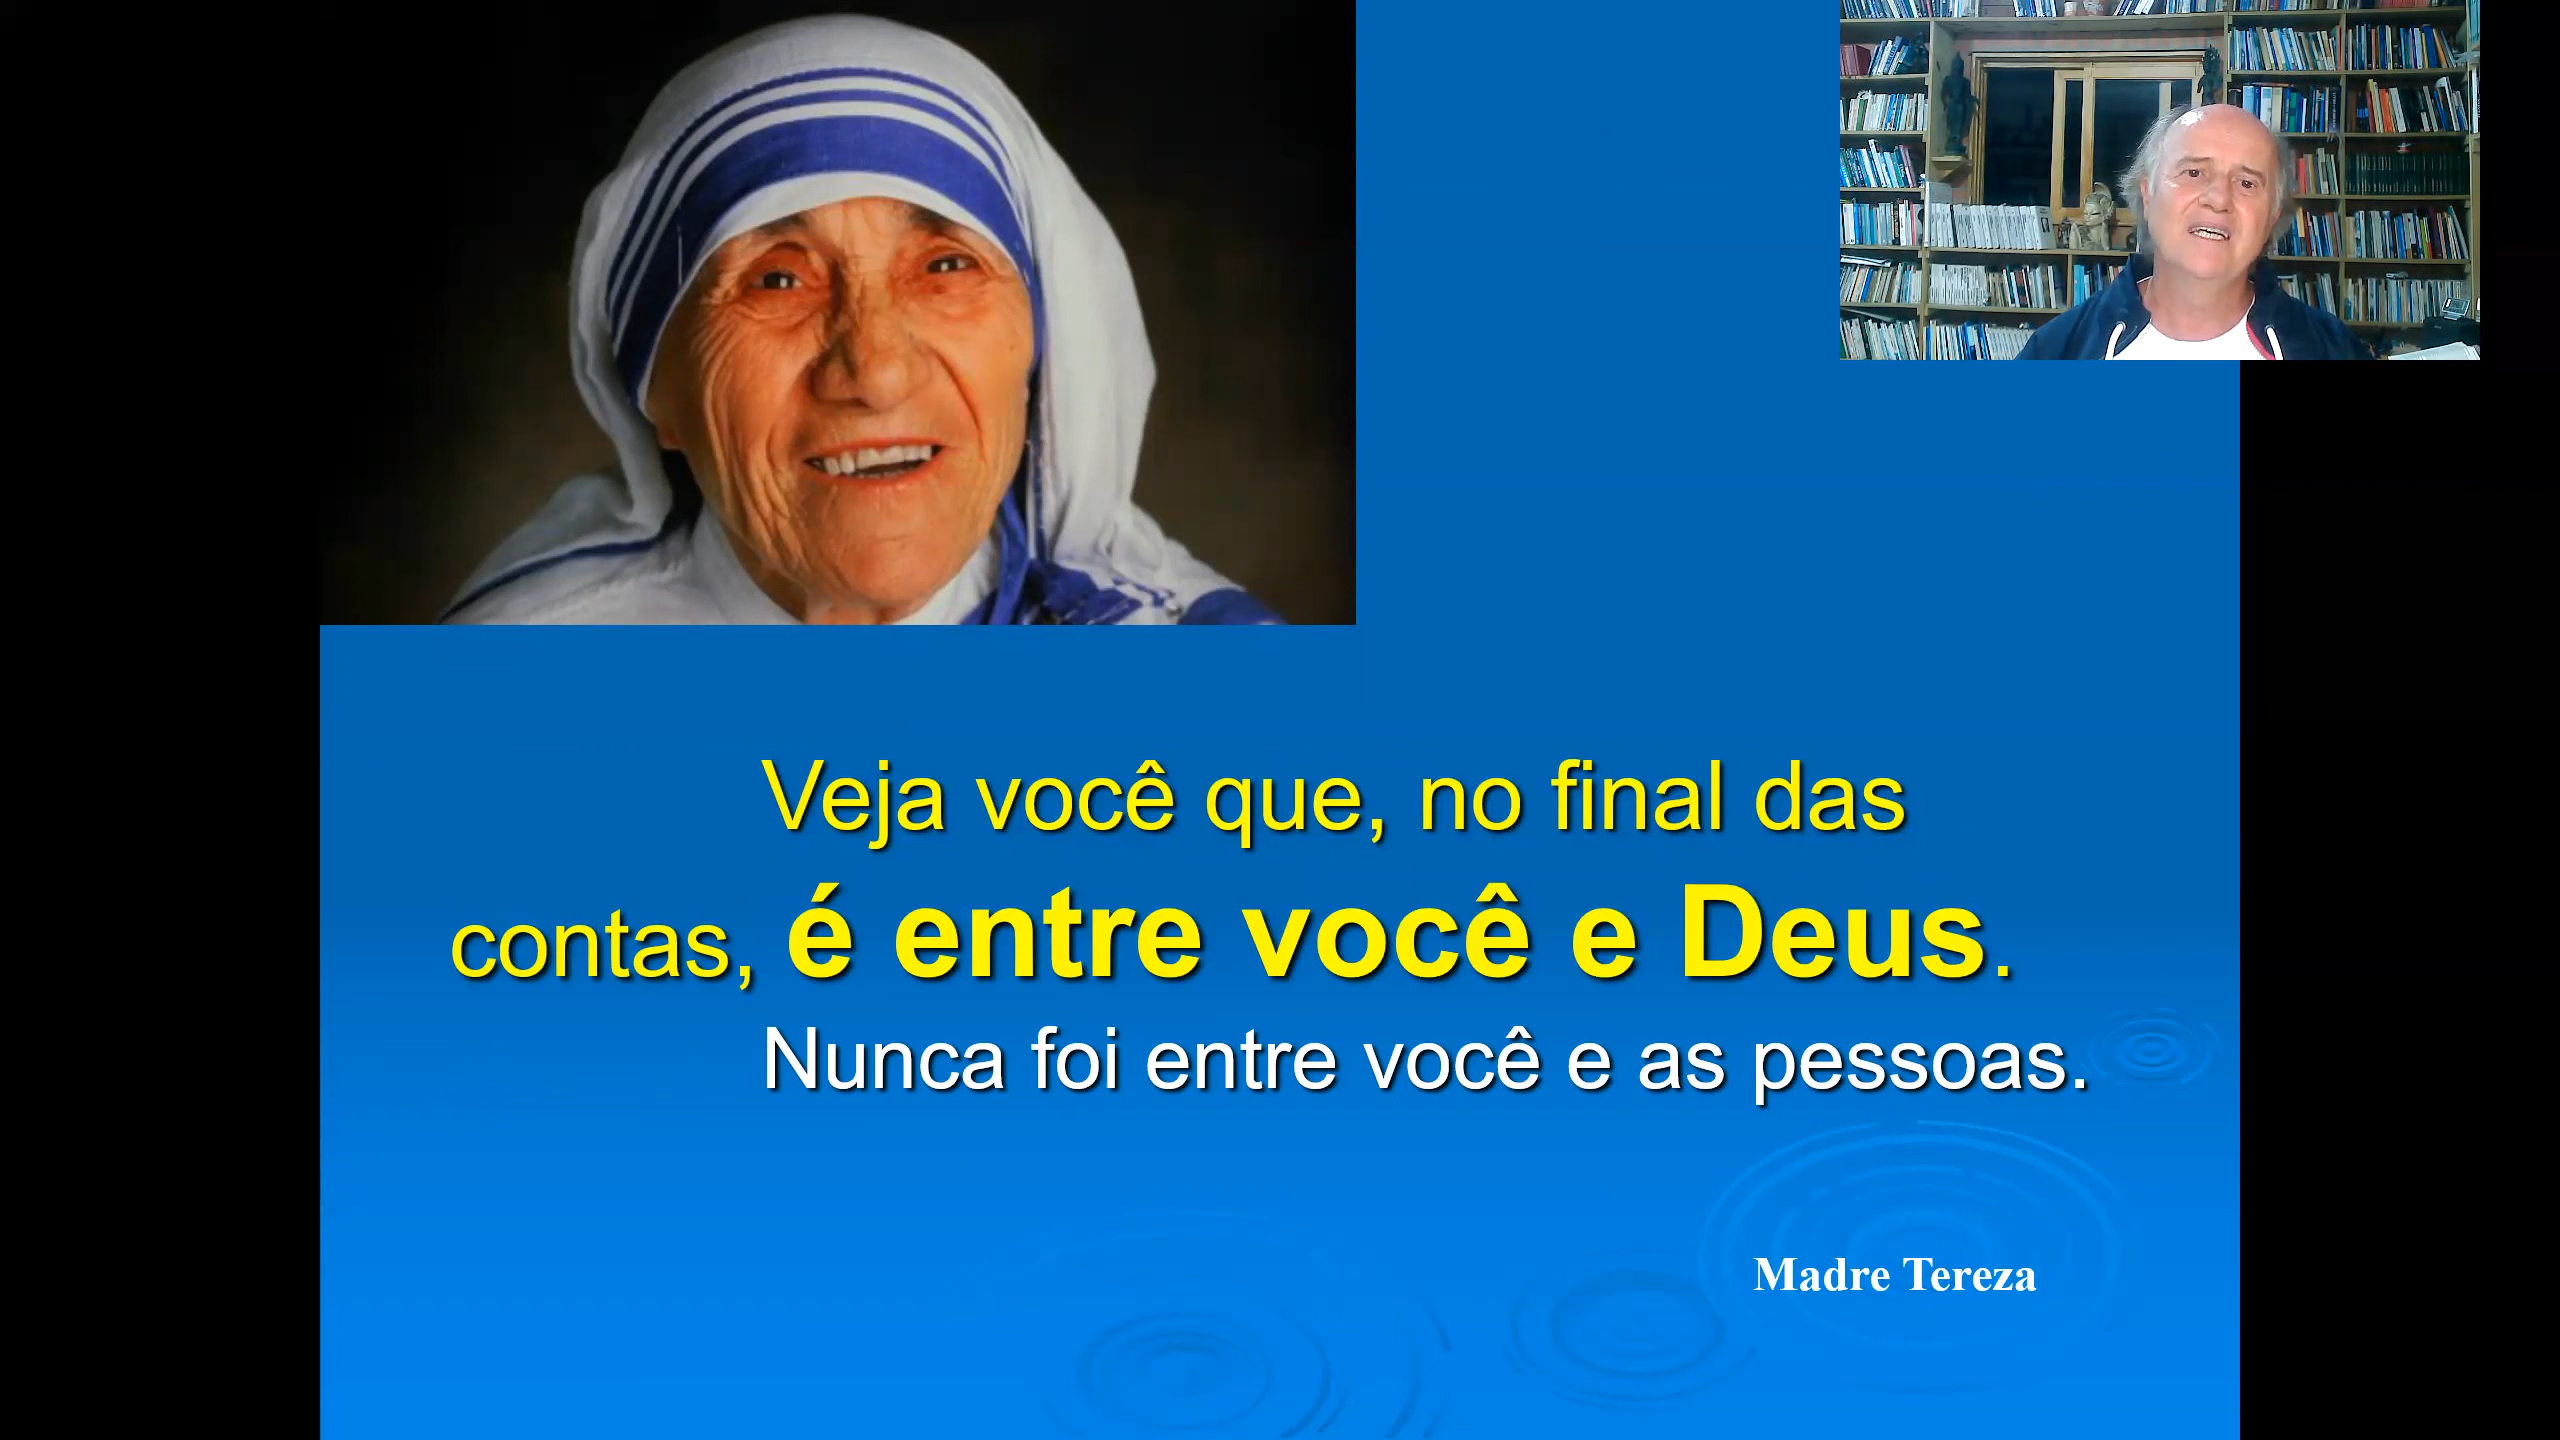 Veja você que, no final das
contas, é entre você e Deus.
Nunca foi entre você e as pessoas.
Madre Tereza